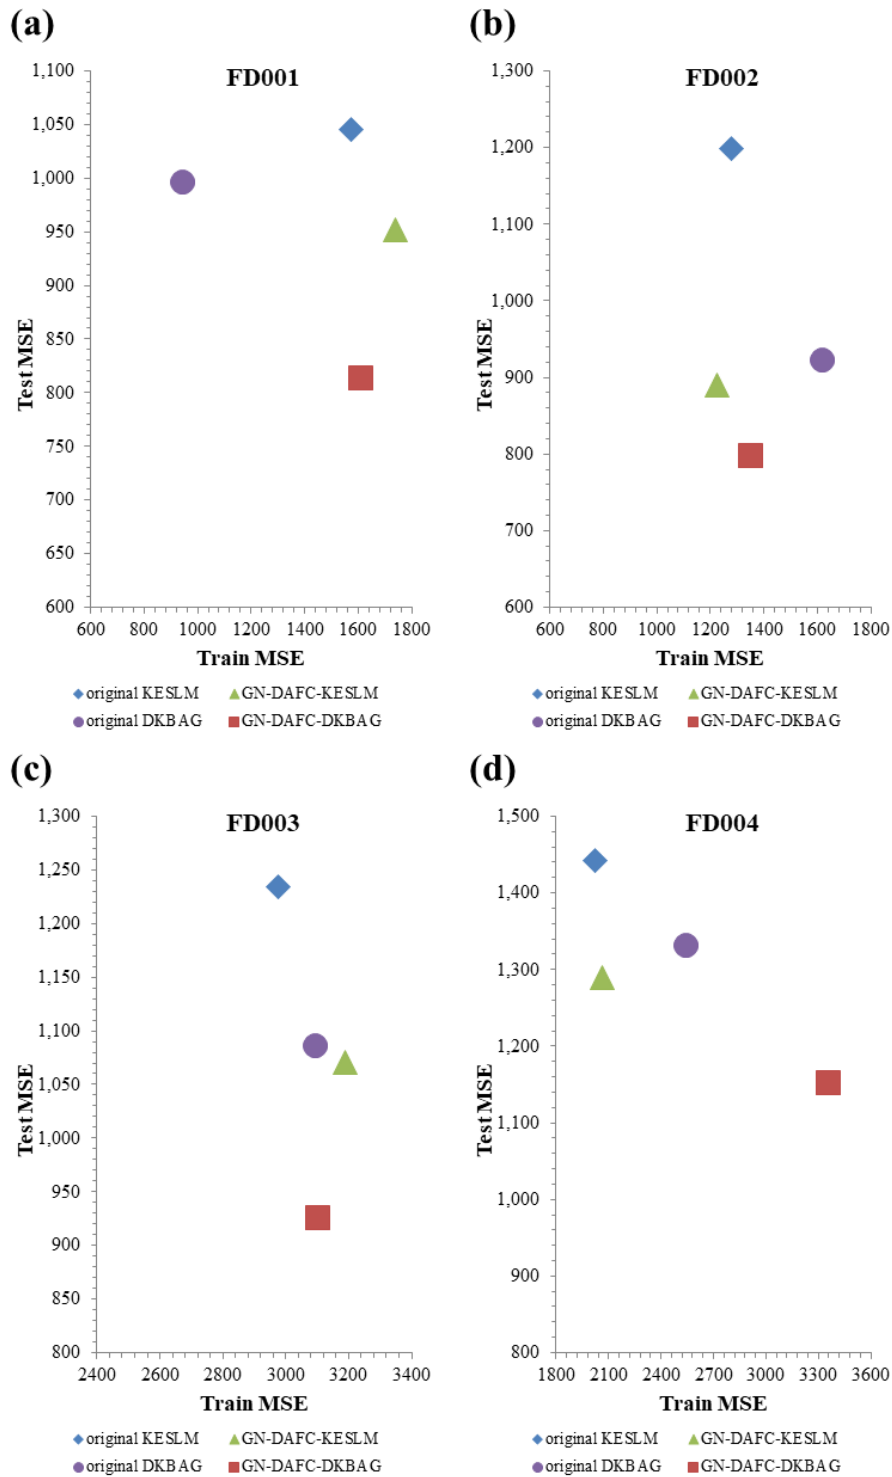 (a)
FD001
1,100
1,050
1,000
950
900
850
800
750
700
650
600
Test MSE
600 800 1000 1200 1400 1600 1800
Train MSE
original KESLM GN-DAFC-KESLM
original DKBAG GN-DAFC-DKBAG
(b)
FD002
1,300
1,200
1,100
1,000
900
800
700
600
Test MSE
600 800 1000 1200 1400 1600 1800
Train MSE
original KESLM GN-DAFC-KESLM
original DKBAG GN-DAFC-DKBAG
(c)
FD003
1,300
1,250
1,200
1,150
1,100
1,050
1,000
950
900
850
800
Test MSE
2400 2600 2800 3000 3200 3400
Train MSE
original KESLM GN-DAFC-KESLM
original DKBAG GN-DAFC-DKBAG
(d)
FD004
1,500
1,400
1,300
1,200
1,100
1,000
900
800
Test MSE
1800 2100 2400 2700 3000 3300 3600
Train MSE
original KESLM GN-DAFC-KESLM
original DKBAG GN-DAFC-DKBAG